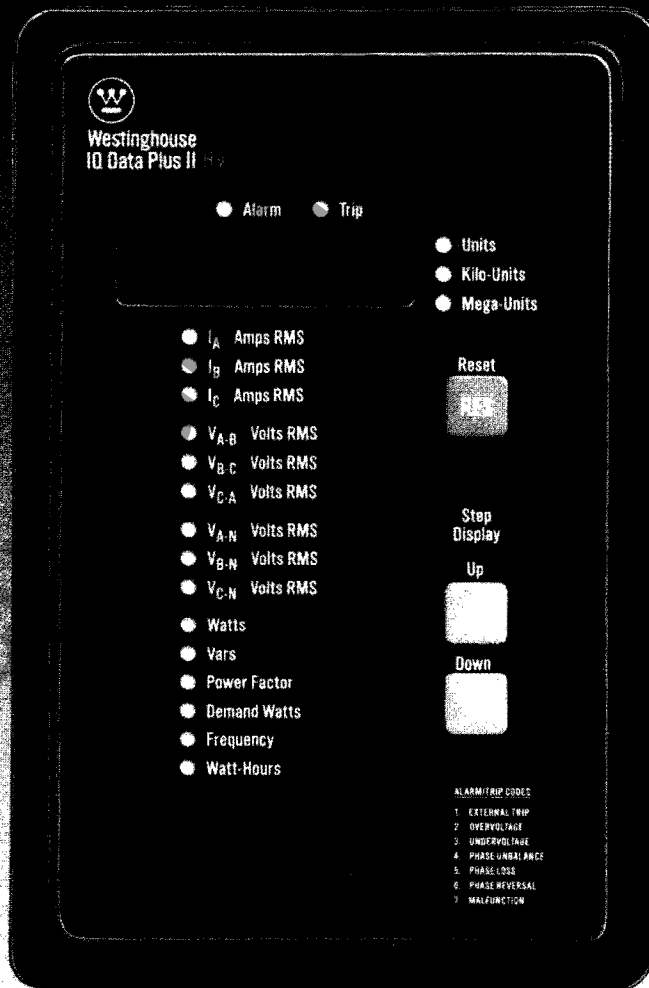 Westinghouse
IQ Data Plus II
Alarm
Trip
Units
Kilo-Units
Mega-Units
IA Amps RMS
IB Amps RMS
IC Amps RMS
VA-B Volts RMS
VB-C Volts RMS
VC-A Volts RMS
VA-N Volts RMS
VB-N Volts RMS
VC-N Volts RMS
Watts
Vars
Power Factor
Demand Watts
Frequency
Watt-Hours
Reset
RES
Step
Display
Up
Down
ALARM/TRIP CODES
1. EXTERNAL TRIP
2. OVERVOLTAGE
3. UNDERVOLTAGE
4. PHASE UNBALANCE
5. PHASE LOSS
6. PHASE REVERSAL
7. MALFUNCTION